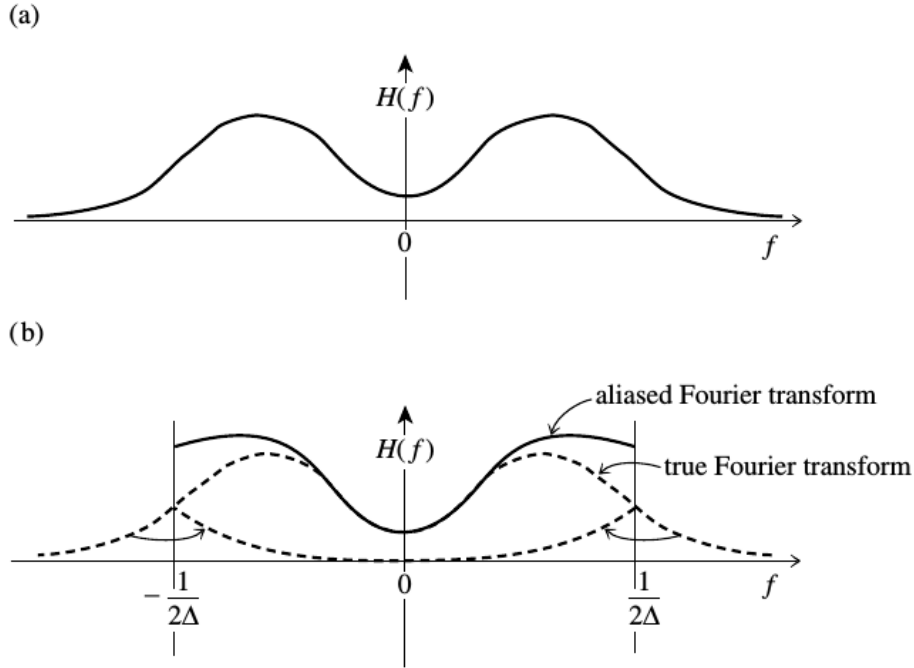 (a)
H(f)
0
f
(b)
aliased Fourier transform
H(f)
true Fourier transform
0
f
− 1/2Δ
1/2Δ